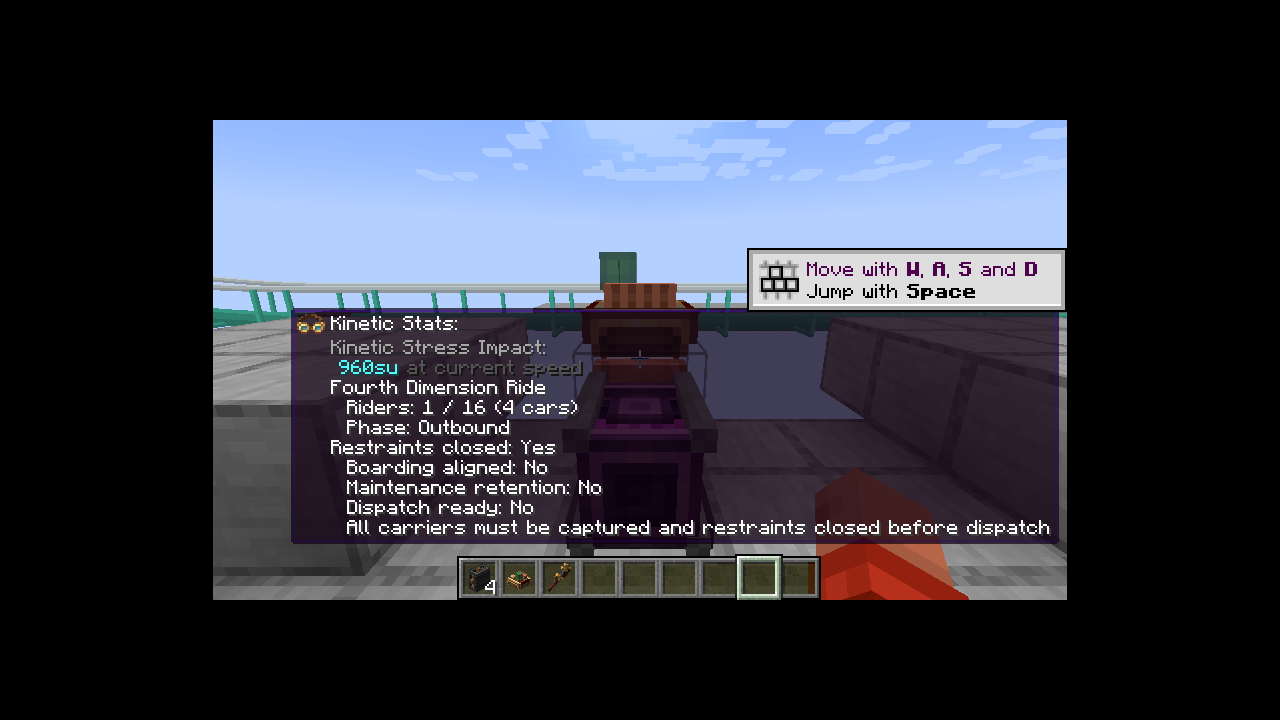 Move with W, A, S and D
Jump with Space
Kinetic Stats:
Kinetic Stress Impact:
960su at current speed
Fourth Dimension Ride
Riders: 1 / 16 (4 cars)
Phase: Outbound
Restraints closed: Yes
Boarding aligned: No
Maintenance retention: No
Dispatch ready: No
All carriers must be captured and restraints closed before dispatch
4